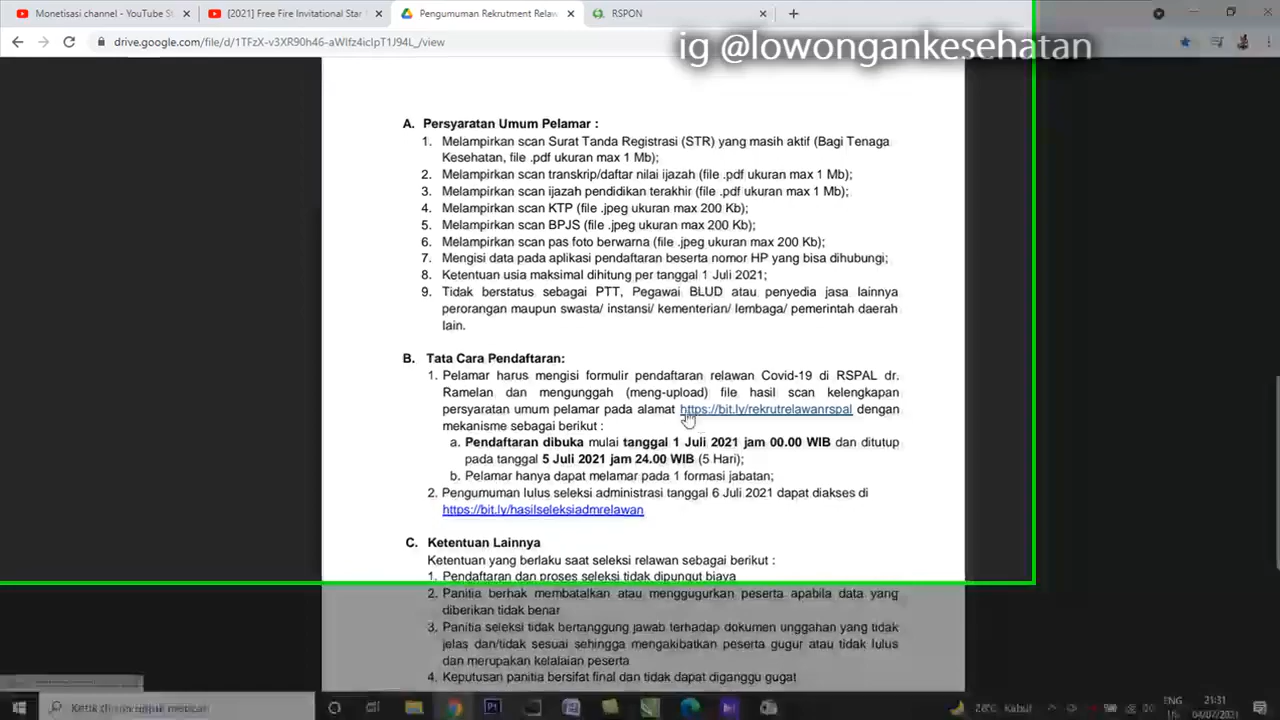 Monetisasi channel - YouTube St
[2021] Free Fire Invitational Star
Pengumuman Rekrutment Relaw
RSPON
drive.google.com/file/d/1TFzX-v3XR90h46-aWlfz4iclpT1J94L_/view
ig @lowongankesehatan
A. Persyaratan Umum Pelamar :
1. Melampirkan scan Surat Tanda Registrasi (STR) yang masih aktif (Bagi Tenaga
Kesehatan, file .pdf ukuran max 1 Mb);
2. Melampirkan scan transkrip/daftar nilai ijazah (file .pdf ukuran max 1 Mb);
3. Melampirkan scan ijazah pendidikan terakhir (file .pdf ukuran max 1 Mb);
4. Melampirkan scan KTP (file .jpeg ukuran max 200 Kb);
5. Melampirkan scan BPJS (file .jpeg ukuran max 200 Kb);
6. Melampirkan scan pas foto berwarna (file .jpeg ukuran max 200 Kb);
7. Mengisi data pada aplikasi pendaftaran beserta nomor HP yang bisa dihubungi;
8. Ketentuan usia maksimal dihitung per tanggal 1 Juli 2021;
9. Tidak berstatus sebagai PTT, Pegawai BLUD atau penyedia jasa lainnya
perorangan maupun swasta/ instansi/ kementerian/ lembaga/ pemerintah daerah
lain.
B. Tata Cara Pendaftaran:
1. Pelamar harus mengisi formulir pendaftaran relawan Covid-19 di RSPAL dr.
Ramelan dan mengunggah (meng-upload) file hasil scan kelengkapan
persyaratan umum pelamar pada alamat https://bit.ly/rekrutrelawanrspal dengan
mekanisme sebagai berikut :
a. Pendaftaran dibuka mulai tanggal 1 Juli 2021 jam 00.00 WIB dan ditutup
pada tanggal 5 Juli 2021 jam 24.00 WIB (5 Hari);
b. Pelamar hanya dapat melamar pada 1 formasi jabatan;
2. Pengumuman lulus seleksi administrasi tanggal 6 Juli 2021 dapat diakses di
https://bit.ly/hasilseleksiadmrelawan
C. Ketentuan Lainnya
Ketentuan yang berlaku saat seleksi relawan sebagai berikut :
1. Pendaftaran dan proses seleksi tidak dipungut biaya
2. Panitia berhak membatalkan atau menggugurkan peserta apabila data yang
diberikan tidak benar
3. Panitia seleksi tidak bertanggung jawab terhadap dokumen unggahan yang tidak
jelas dan/tidak sesuai sehingga mengakibatkan peserta gugur atau tidak lulus
dan merupakan kelalaian peserta
4. Keputusan panitia bersifat final dan tidak dapat diganggu gugat
28°C Kabut
ENG
21:31
04/07/2021